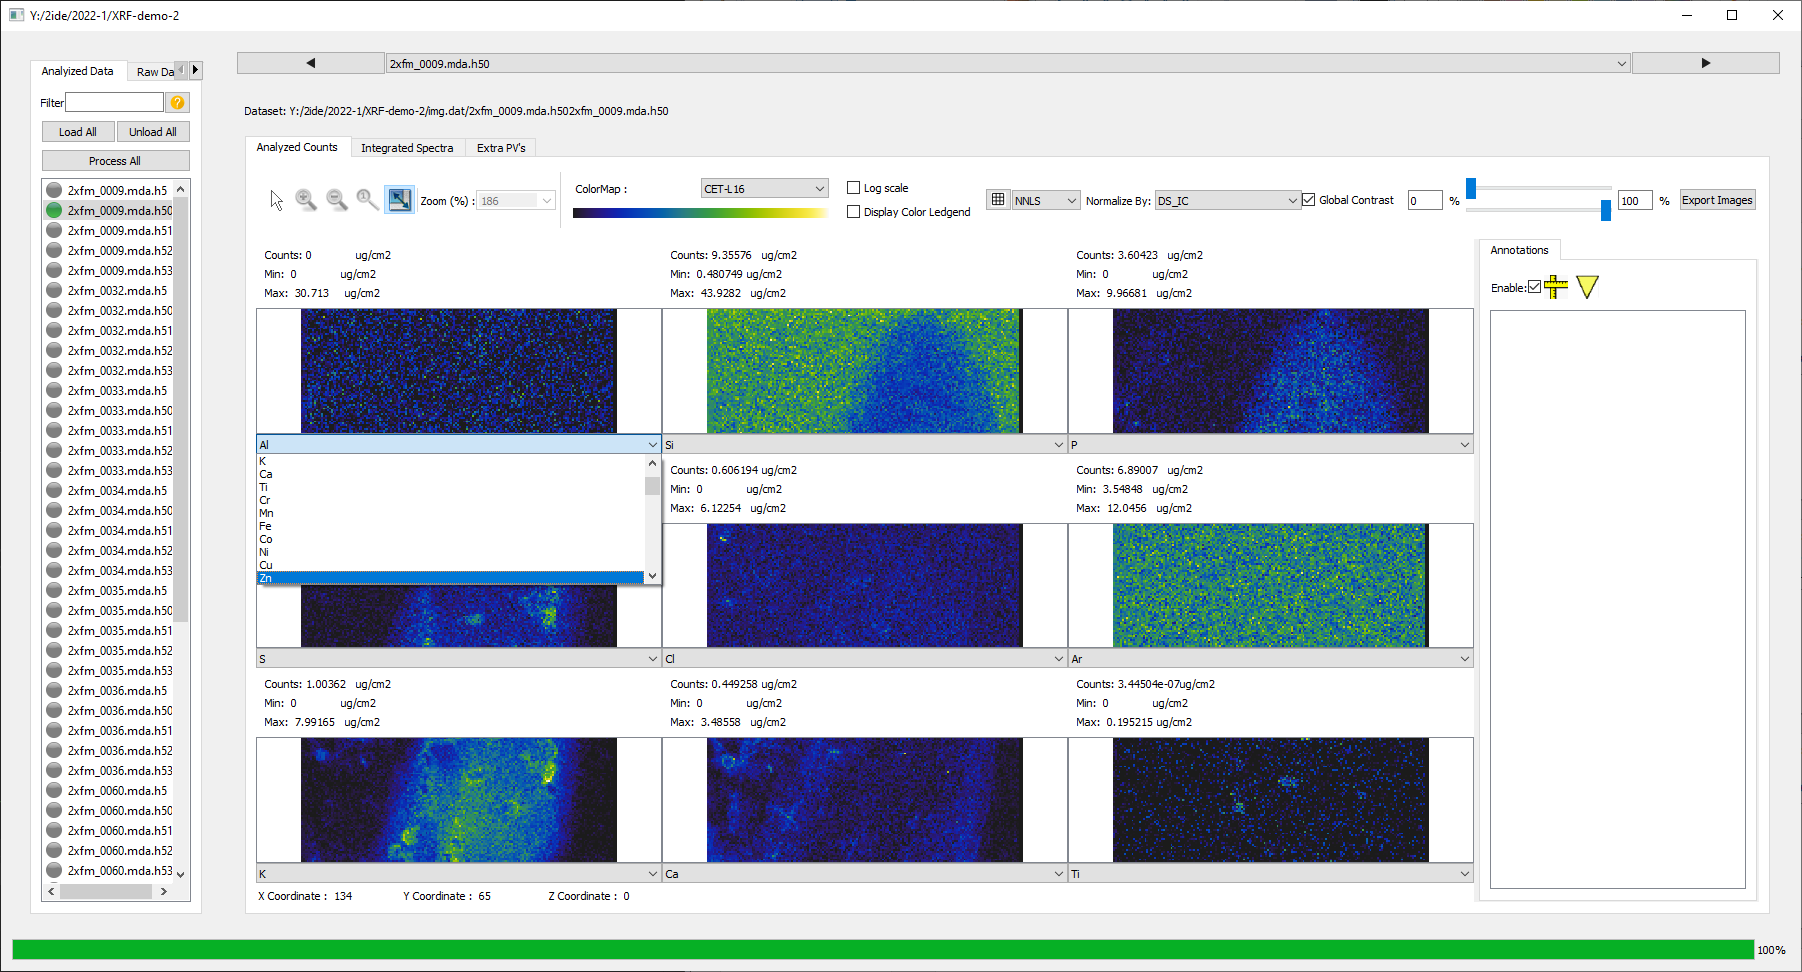 Y:/2ide/2022-1/XRF-demo-2
Analyized Data
Raw Da
Filter
Load All
Unload All
Process All
2xfm_0009.mda.h5
2xfm_0009.mda.h50
2xfm_0009.mda.h51
2xfm_0009.mda.h52
2xfm_0009.mda.h53
2xfm_0032.mda.h5
2xfm_0032.mda.h50
2xfm_0032.mda.h51
2xfm_0032.mda.h52
2xfm_0032.mda.h53
2xfm_0033.mda.h5
2xfm_0033.mda.h50
2xfm_0033.mda.h51
2xfm_0033.mda.h52
2xfm_0033.mda.h53
2xfm_0034.mda.h5
2xfm_0034.mda.h50
2xfm_0034.mda.h51
2xfm_0034.mda.h52
2xfm_0034.mda.h53
2xfm_0035.mda.h5
2xfm_0035.mda.h50
2xfm_0035.mda.h51
2xfm_0035.mda.h52
2xfm_0035.mda.h53
2xfm_0036.mda.h5
2xfm_0036.mda.h50
2xfm_0036.mda.h51
2xfm_0036.mda.h52
2xfm_0036.mda.h53
2xfm_0060.mda.h5
2xfm_0060.mda.h50
2xfm_0060.mda.h51
2xfm_0060.mda.h52
2xfm_0060.mda.h53
2xfm_0009.mda.h50
Dataset: Y:/2ide/2022-1/XRF-demo-2/img.dat/2xfm_0009.mda.h502xfm_0009.mda.h50
Analyzed Counts
Integrated Spectra
Extra PV's
Zoom (%) : 186
ColorMap :
CET-L16
Log scale
Display Color Ledgend
NNLS
Normalize By:
DS_IC
Global Contrast
0 %
100 %
Export Images
Counts: 0 ug/cm2
Min: 0 ug/cm2
Max: 30.713 ug/cm2
Al
K
Ca
Ti
Cr
Mn
Fe
Co
Ni
Cu
Zn
Counts: 9.35576 ug/cm2
Min: 0.480749 ug/cm2
Max: 43.9282 ug/cm2
Si
Counts: 3.60423 ug/cm2
Min: 0 ug/cm2
Max: 9.96681 ug/cm2
P
S
Counts: 0.606194 ug/cm2
Min: 0 ug/cm2
Max: 6.12254 ug/cm2
Cl
Counts: 6.89007 ug/cm2
Min: 3.54848 ug/cm2
Max: 12.0456 ug/cm2
Ar
Counts: 1.00362 ug/cm2
Min: 0 ug/cm2
Max: 7.99165 ug/cm2
K
Counts: 0.449258 ug/cm2
Min: 0 ug/cm2
Max: 3.48558 ug/cm2
Ca
Counts: 3.44504e-07ug/cm2
Min: 0 ug/cm2
Max: 0.195215 ug/cm2
Ti
X Coordinate : 134
Y Coordinate : 65
Z Coordinate : 0
Annotations
Enable:
100%